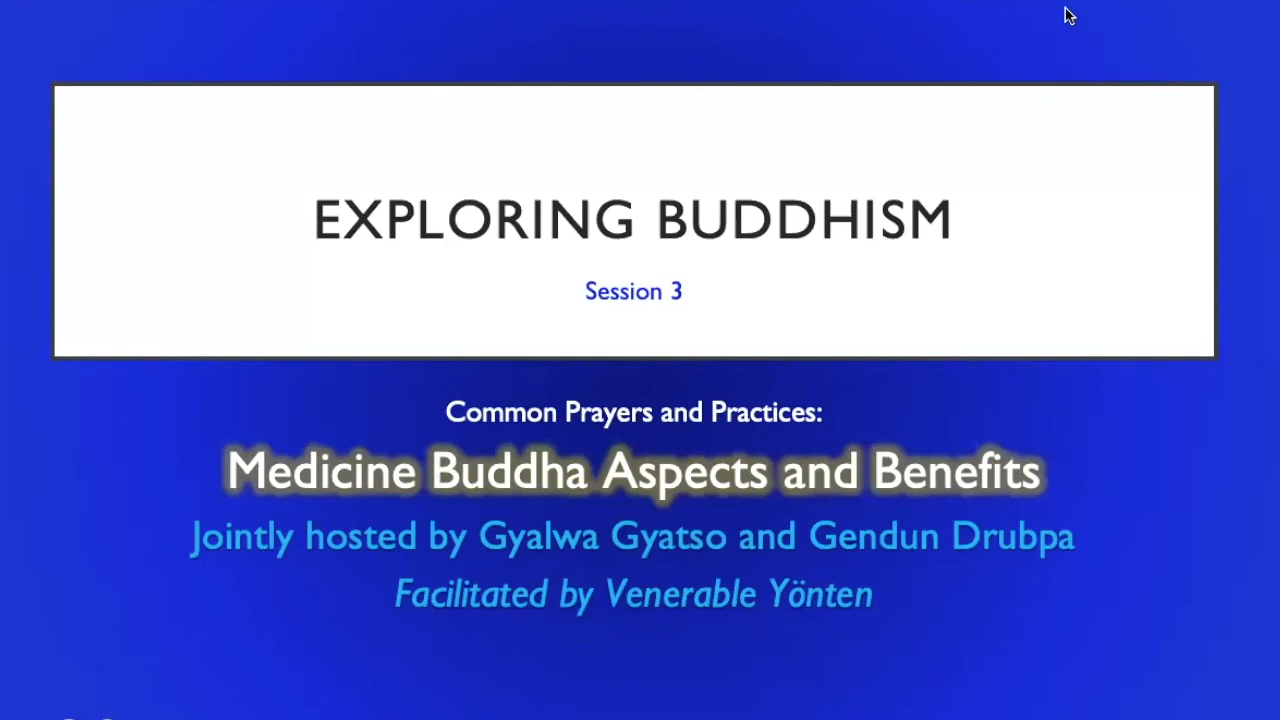 EXPLORING BUDDHISM
Session 3
Common Prayers and Practices:
Medicine Buddha Aspects and Benefits
Jointly hosted by Gyalwa Gyatso and Gendun Drubpa
Facilitated by Venerable Yönten